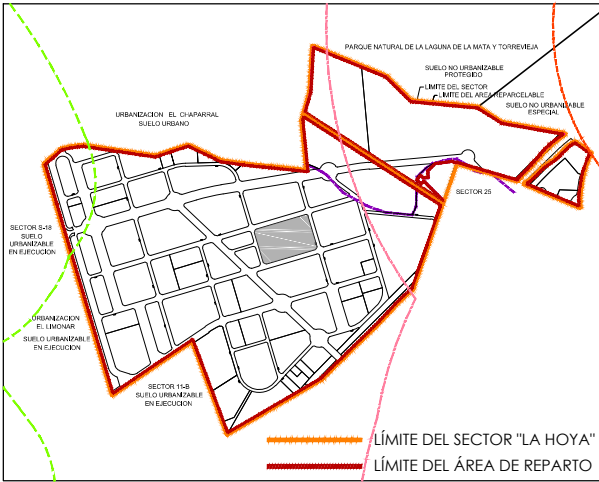 PARQUE NATURAL DE LA LAGUNA DE LA MATA Y TORREVIEJA
SUELO NO URBANIZABLE
PROTEGIDO
LIMITE DEL SECTOR
LIMITE DEL AREA REPARCELABLE
SUELO NO URBANIZABLE
ESPECIAL
URBANIZACION EL CHAPARRAL
SUELO URBANO
SECTOR 25
SECTOR S-18
SUELO
URBANIZABLE
EN EJECUCION
URBANIZACION
EL LIMONAR
SUELO URBANIZABLE
EN EJECUCION
SECTOR 11-B
SUELO URBANIZABLE
EN EJECUCION
LÍMITE DEL SECTOR "LA HOYA"
LÍMITE DEL ÁREA DE REPARTO